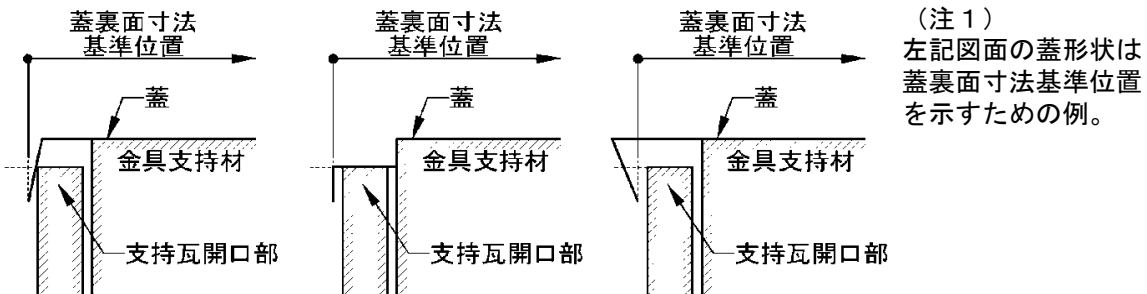 蓋裏面寸法
基準位置
蓋
金具支持材
支持瓦開口部
蓋裏面寸法
基準位置
蓋
金具支持材
支持瓦開口部
蓋裏面寸法
基準位置
蓋
金具支持材
支持瓦開口部
（注１）
左記図面の蓋形状は
蓋裏面寸法基準位置
を示すための例。